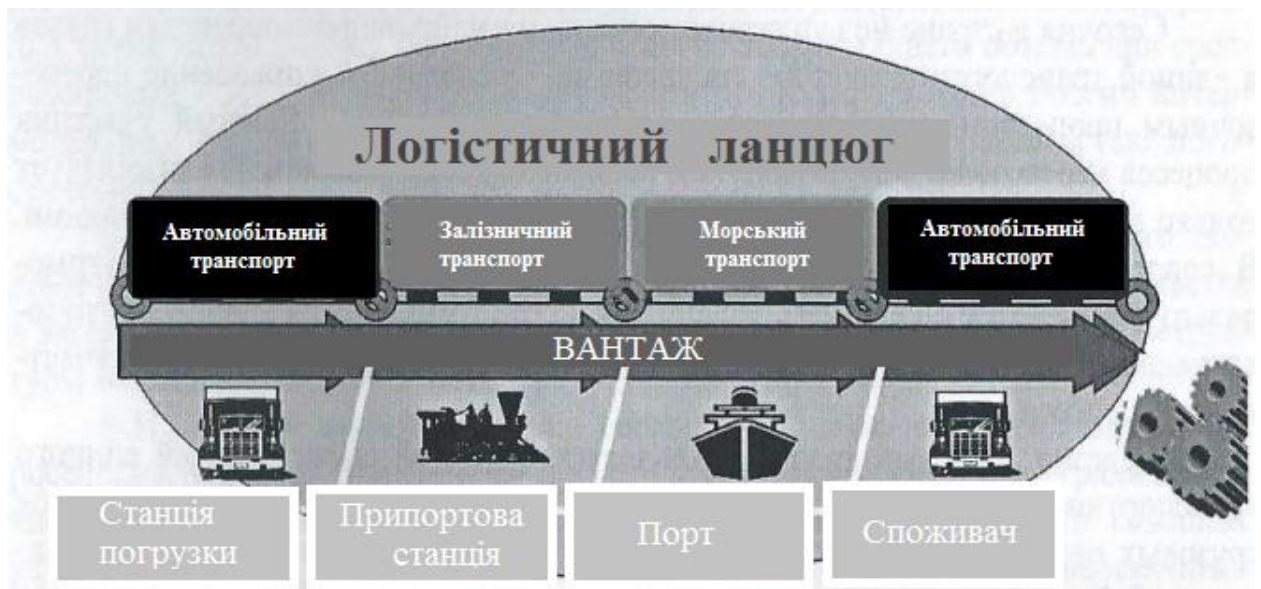 Логістичний ланцюг
Автомобільний
транспорт
Залізничний
транспорт
Морський
транспорт
Автомобільний
транспорт
ВАНТАЖ
Станція
погрузки
Припортова
станція
Порт
Споживач